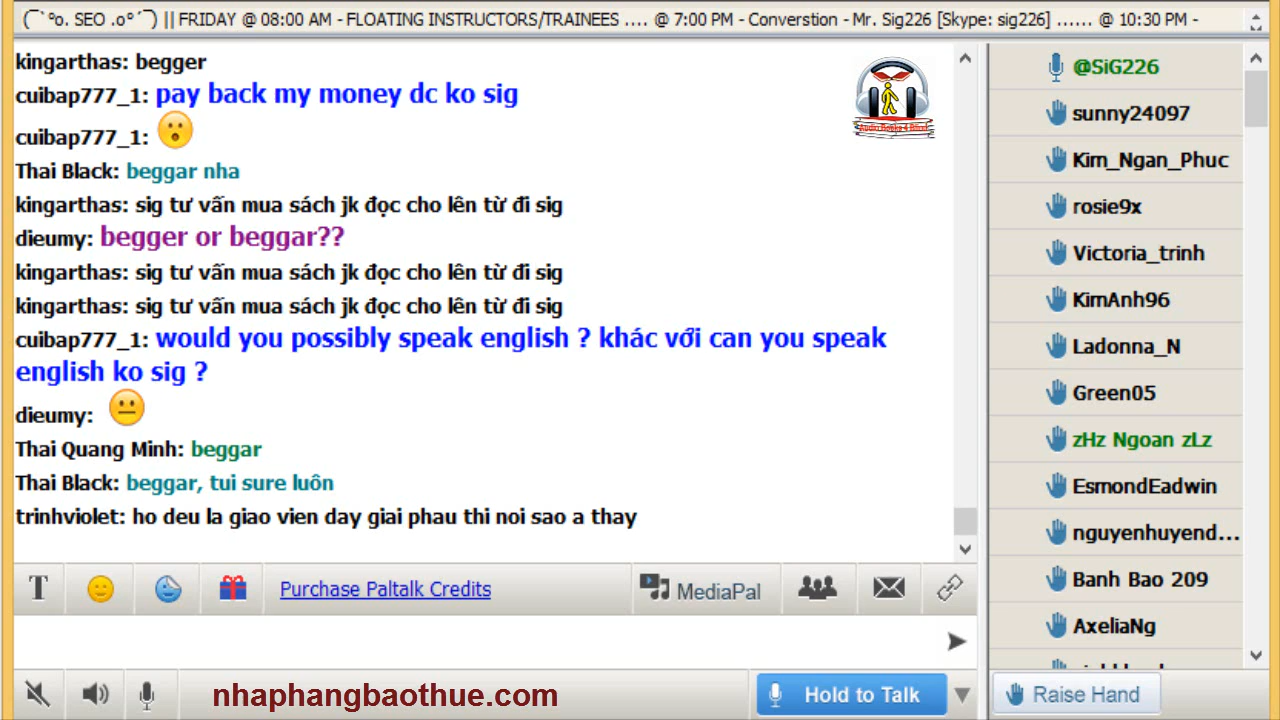 (¯`°o. SEO .o°´¯) || FRIDAY @ 08:00 AM - FLOATING INSTRUCTORS/TRAINEES .... @ 7:00 PM - Converstion - Mr. Sig226 [Skype: sig226] ...... @ 10:30 PM -
kingarthas: begger
cuibap777_1: pay back my money dc ko sig
cuibap777_1:
Thai Black: beggar nha
kingarthas: sig tư vấn mua sách jk đọc cho lên từ đi sig
dieumy: begger or beggar??
kingarthas: sig tư vấn mua sách jk đọc cho lên từ đi sig
kingarthas: sig tư vấn mua sách jk đọc cho lên từ đi sig
cuibap777_1: would you possibly speak english ? khác với can you speak
english ko sig ?
dieumy:
Thai Quang Minh: beggar
Thai Black: beggar, tui sure luôn
trinhviolet: ho deu la giao vien day giai phau thi noi sao a thay
Audio Books 4 Blind
@SiG226
sunny24097
Kim_Ngan_Phuc
rosie9x
Victoria_trinh
KimAnh96
Ladonna_N
Green05
zHz Ngoan zLz
EsmondEadwin
nguyenhuyend...
Banh Bao 209
AxeliaNg
T
Purchase Paltalk Credits
MediaPal
nhaphangbaothue.com
Hold to Talk
Raise Hand